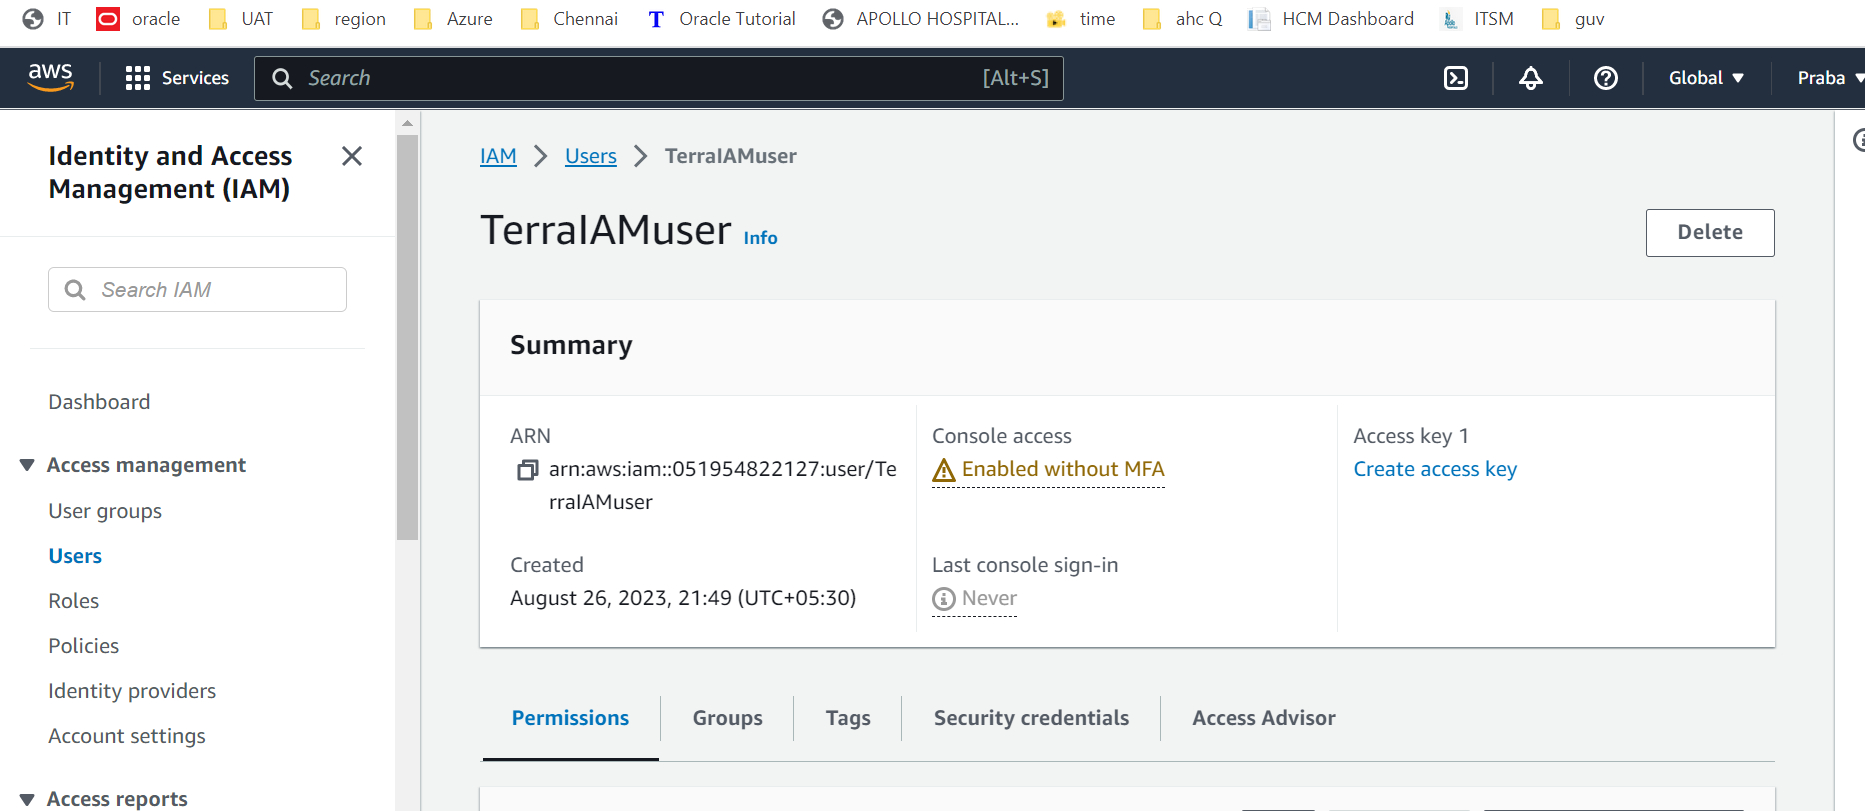 IT oracle UAT region Azure Chennai T Oracle Tutorial APOLLO HOSPITAL... time ahc Q HCM Dashboard ITSM guv
aws Services Search [Alt+S] Global Praba
Identity and Access
Management (IAM)
Search IAM
Dashboard
Access management
User groups
Users
Roles
Policies
Identity providers
Account settings
Access reports
IAM Users TerraIAMuser
TerraIAMuser Info
Delete
Summary
ARN
arn:aws:iam::051954822127:user/Te
rraIAMuser
Created
August 26, 2023, 21:49 (UTC+05:30)
Console access
Enabled without MFA
Last console sign-in
Never
Access key 1
Create access key
Permissions Groups Tags Security credentials Access Advisor